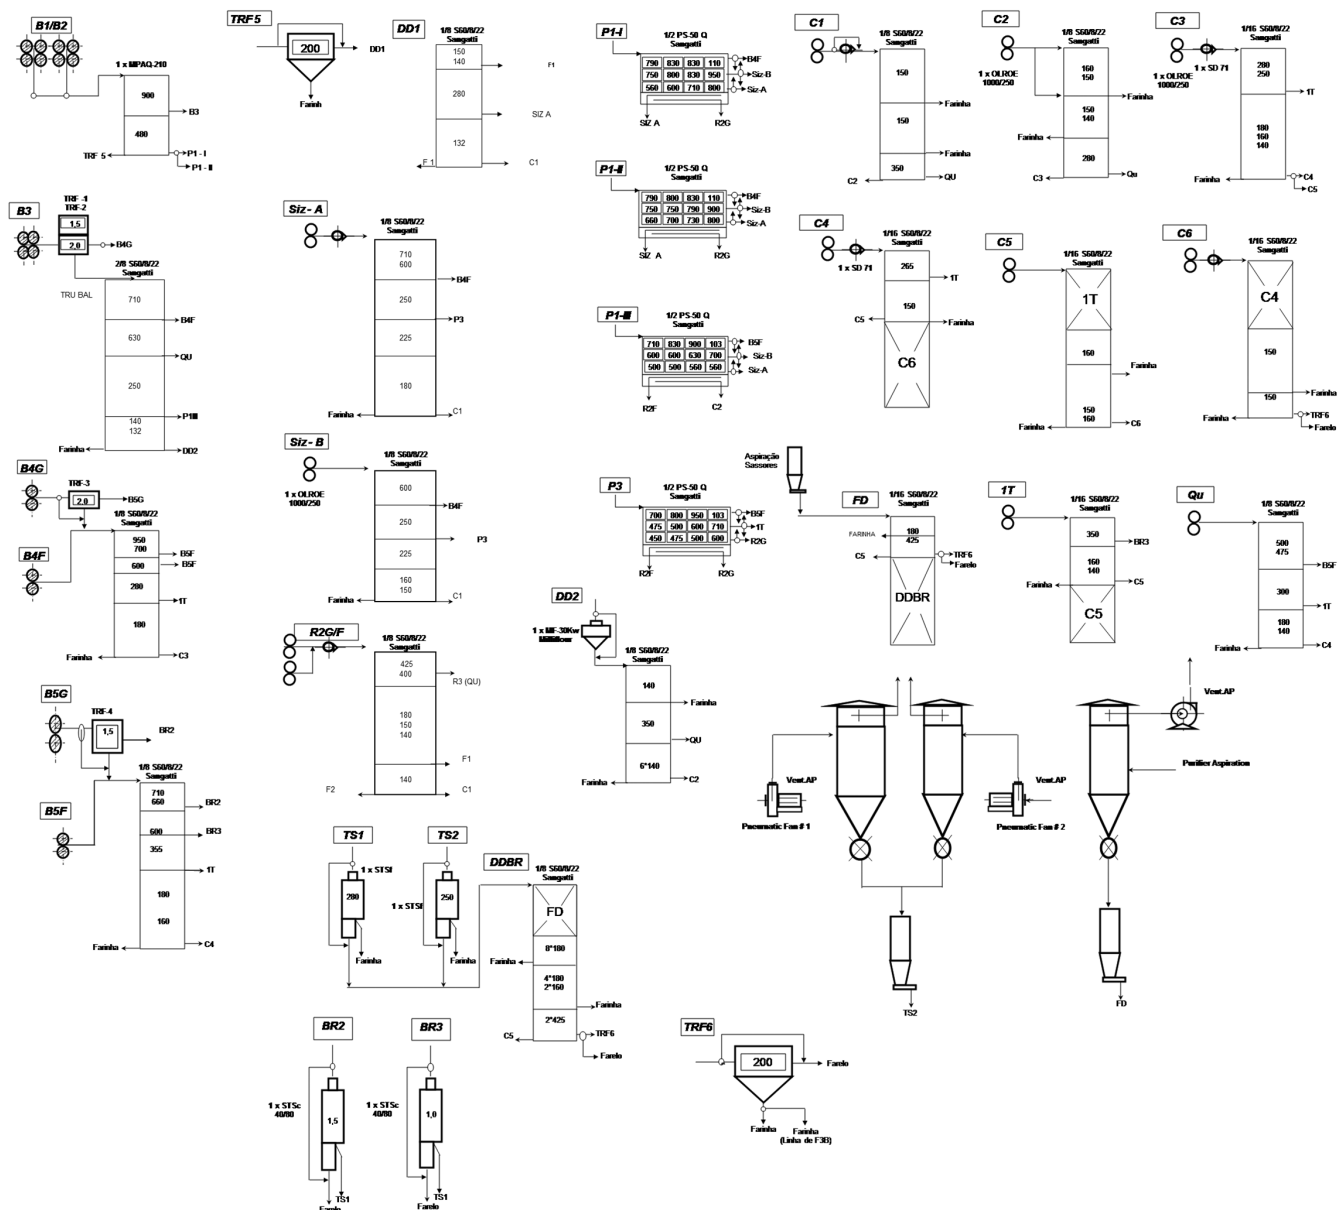 B1/B2
1 x MPAQ-210
900
B3
480
TRF 5
P1 - I
P1 - II
TRF 5
200
DD1
Farinh
DD1
1/8 S60/8/22
Sangatti
150
140
F1
280
SIZ A
132
F 1
C1
P1-I
1/2 PS-50 Q
Sangatti
790 830 830 110
B4F
750 800 830 950
Siz-B
560 600 710 800
Siz-A
SIZ A
R2G
C1
1/8 S60/8/22
Sangatti
150
Farinha
150
Farinha
350
C2
QU
C2
1 x OLROE
1000/250
1/8 S60/8/22
Sangatti
160
150
Farinha
150
140
Farinha
280
C3
Qu
C3
1 x OLROE
1000/250
1 x SD 71
1/16 S60/8/22
Sangatti
280
250
1T
180
160
140
C4
C5
B3
TRF -1
TRF-2
1,5
2.0
B4G
2/8 S60/8/22
Sangatti
TRU BAL
710
B4F
630
QU
250
P1III
140
132
Farinha
DD2
Siz- A
1/8 S60/8/22
Sangatti
710
600
B4F
250
P3
225
180
Farinha
C1
P1-II
1/2 PS-50 Q
Sangatti
790 800 830 110
B4F
750 750 790 900
Siz-B
660 700 730 800
Siz-A
SIZ A
R2G
C4
1 x SD 71
1/16 S60/8/22
Sangatti
265
1T
150
C5
Farinha
C6
C5
1/16 S60/8/22
Sangatti
1T
160
Farinha
150
160
C6
C6
1/16 S60/8/22
Sangatti
C4
150
Farinha
150
TRF6
Farelo
P1-III
1/2 PS-50 Q
Sangatti
710 830 900 103
B5F
600 600 630 700
Siz-B
500 500 560 560
Siz-A
R2F
C2
B4G
TRF-3
2.0
B5G
1/8 S60/8/22
Sangatti
B4F
950
700
B5F
600
B5F
280
1T
180
Farinha
C3
Siz- B
1 x OLROE
1000/250
1/8 S60/8/22
Sangatti
600
B4F
250
P3
225
160
150
Farinha
C1
P3
1/2 PS-50 Q
Sangatti
700 800 950 103
B5F
475 500 600 710
1T
450 475 500 600
R2G
R2F
R2G
Aspiração
Sassores
FD
1/16 S60/8/22
Sangatti
FARINHA
180
425
C5
TRF6
Farelo
DDBR
1T
1/16 S60/8/22
Sangatti
350
BR3
160
140
Farinha
C5
C5
Qu
1/8 S60/8/22
Sangatti
500
475
B5F
300
1T
180
140
Farinha
C4
R2G/F
1/8 S60/8/22
Sangatti
425
400
R3 (QU)
180
150
140
F1
140
F2
C1
DD2
1 x MF-30Kw
1/8 S60/8/22
Sangatti
140
Farinha
350
QU
6*140
Farinha
C2
B5G
TRF-4
1,5
BR2
1/8 S60/8/22
Sangatti
B5F
710
660
BR2
600
BR3
355
1T
180
160
Farinha
C4
Vent.AP
Pneumatic Fan # 1
Vent.AP
Pneumatic Fan # 2
Vent.AP
Purifier Aspiration
TS2
FD
TS1
1 x STSf
280
Farinha
TS2
1 x STSf
250
Farinha
DDBR
1/8 S60/8/22
Sangatti
FD
8*180
Farinha
4*180
2*160
Farinha
2*425
C5
TRF6
Farelo
BR2
1 x STSc
40/80
1,5
TS1
Farelo
BR3
1 x STSc
40/80
1,0
TS1
Farelo
TRF6
200
Farelo
Farinha
Farinha
(Linha de F3B)